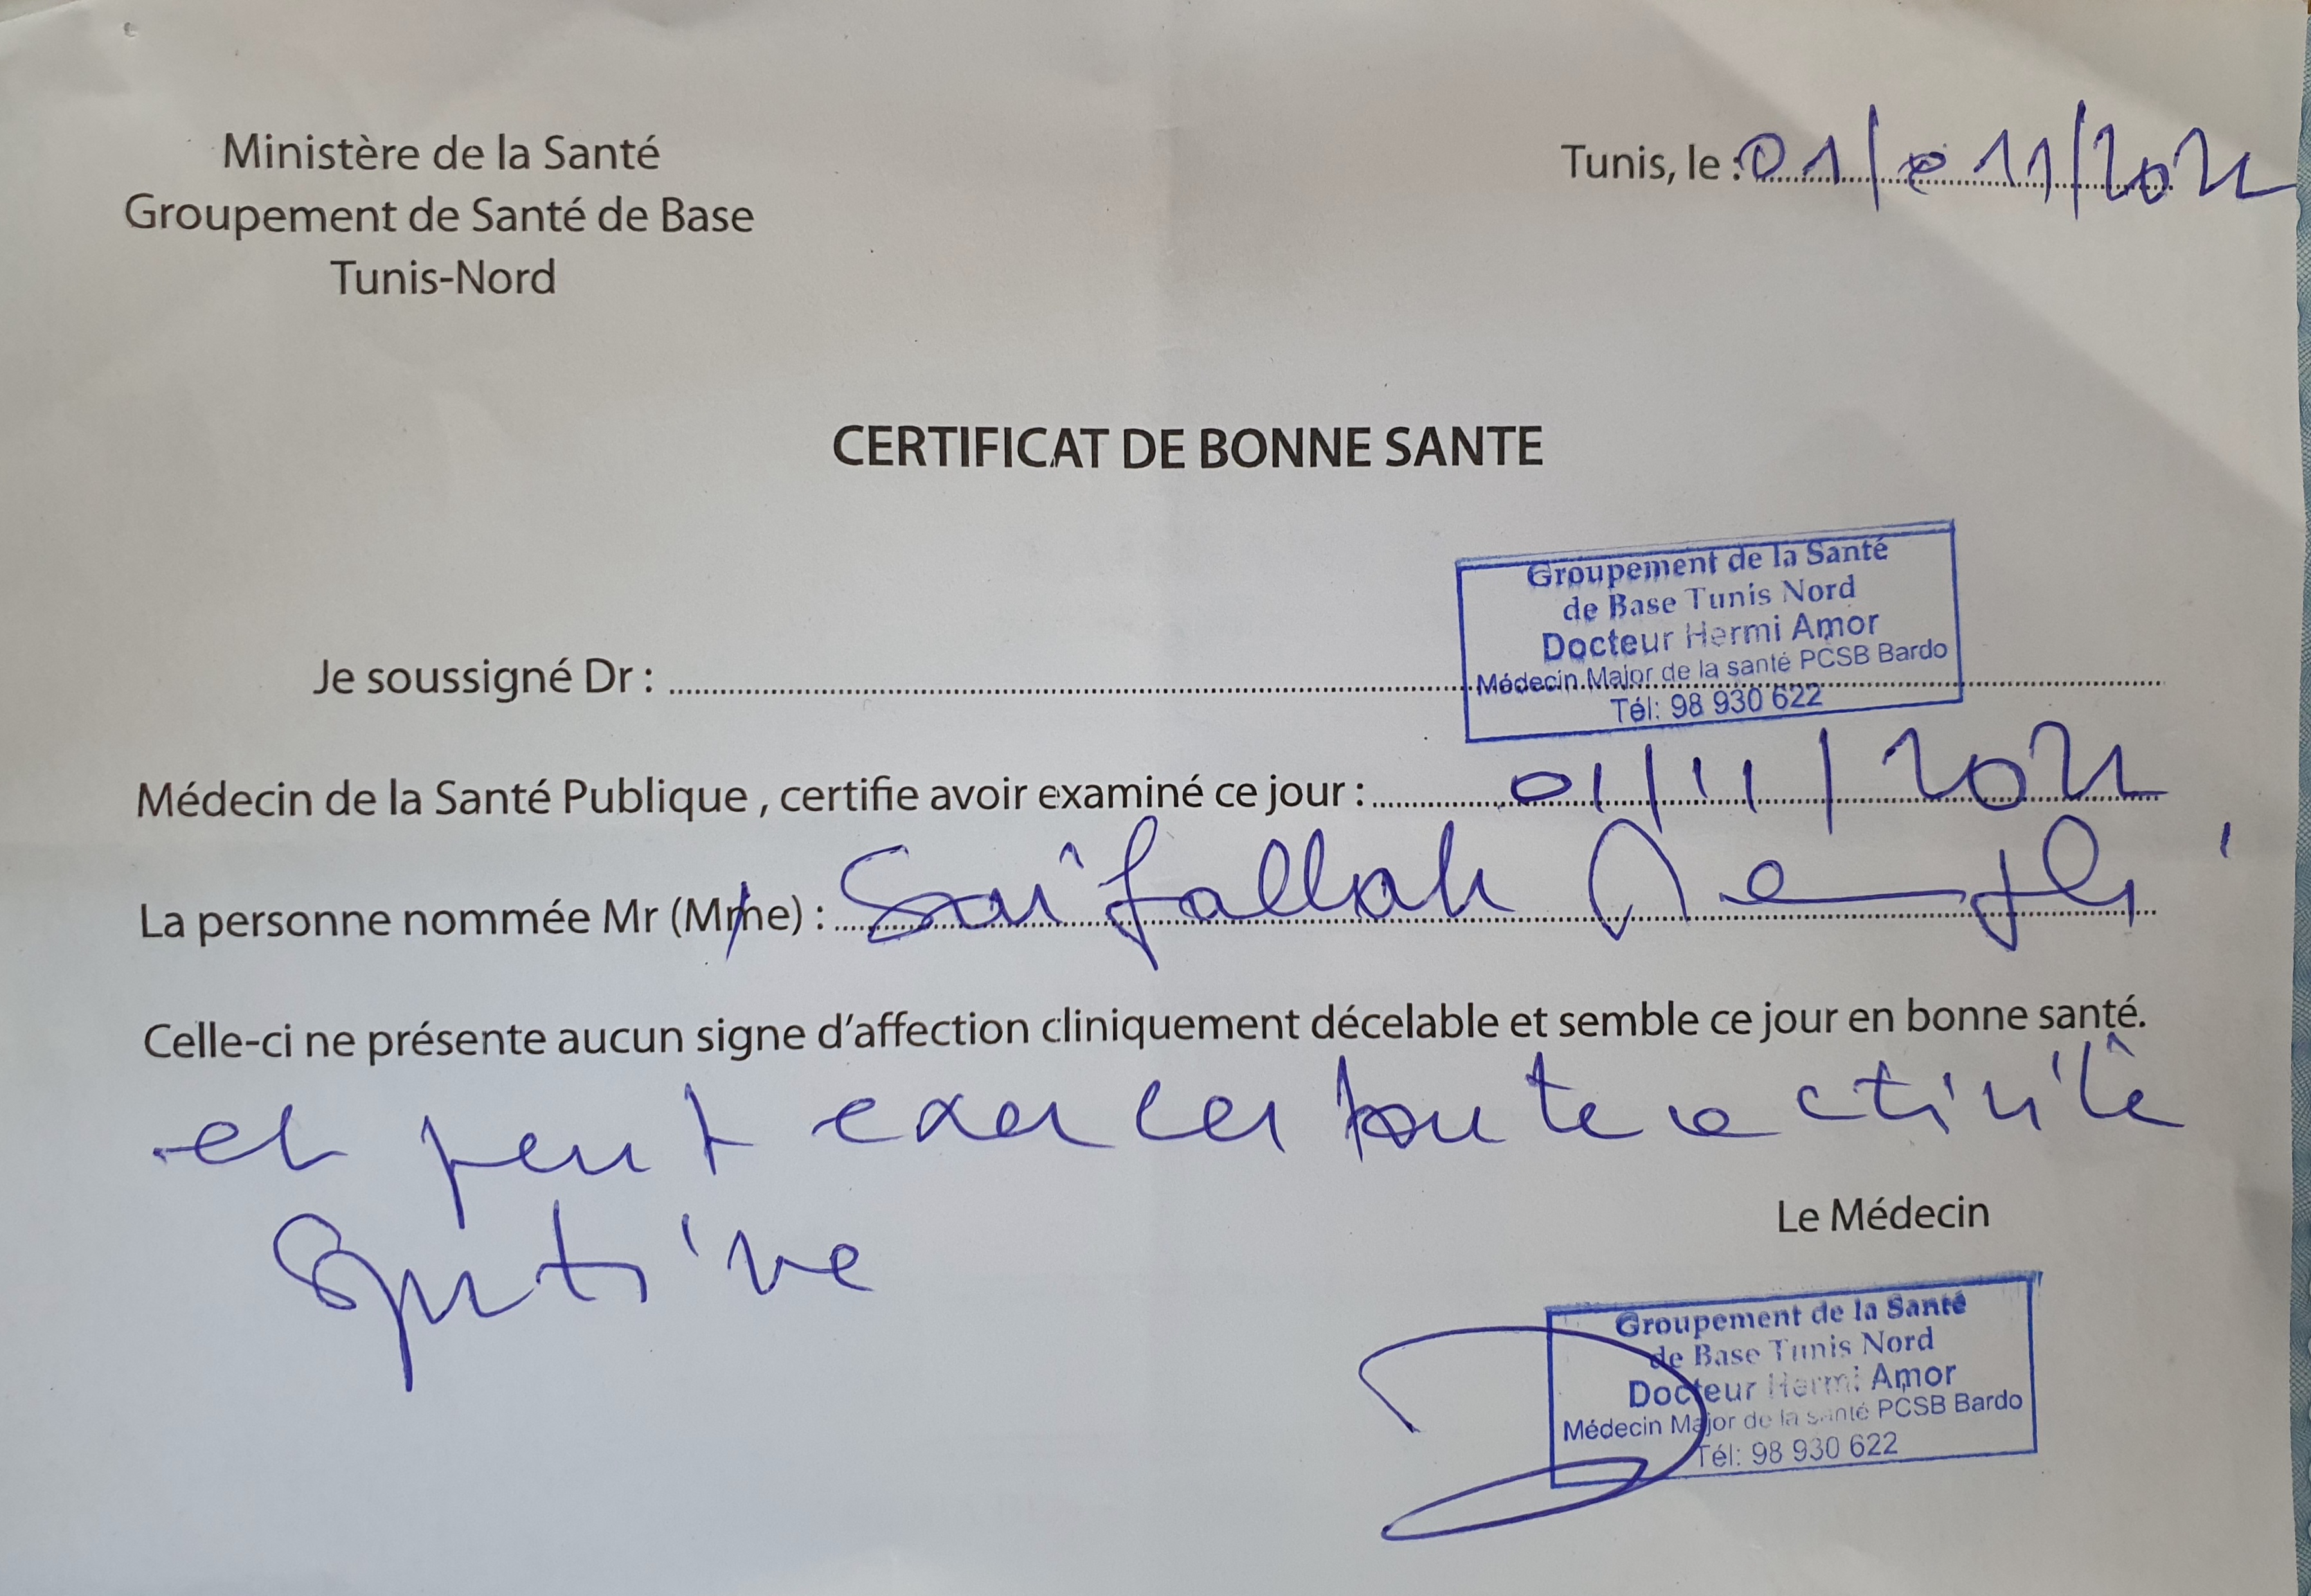 Ministère de la Santé
Groupement de Santé de Base
Tunis-Nord
Tunis, le : 01/11/2022
CERTIFICAT DE BONNE SANTE
Groupement de la Santé
de Base Tunis Nord
Docteur Hermi Amor
Médecin Major de la santé PCSB Bardo
Tél: 98 930 622
Je soussigné Dr :
Médecin de la Santé Publique , certifie avoir examiné ce jour : 01/11/2022
La personne nommée Mr (Mme) : Saifallah
Celle-ci ne présente aucun signe d'affection cliniquement décelable et semble ce jour en bonne santé.
et peut exercer toute activité
Sportive
Le Médecin
Groupement de la Santé
de Base Tunis Nord
Docteur Hermi Amor
Médecin Major de la santé PCSB Bardo
Tél: 98 930 622